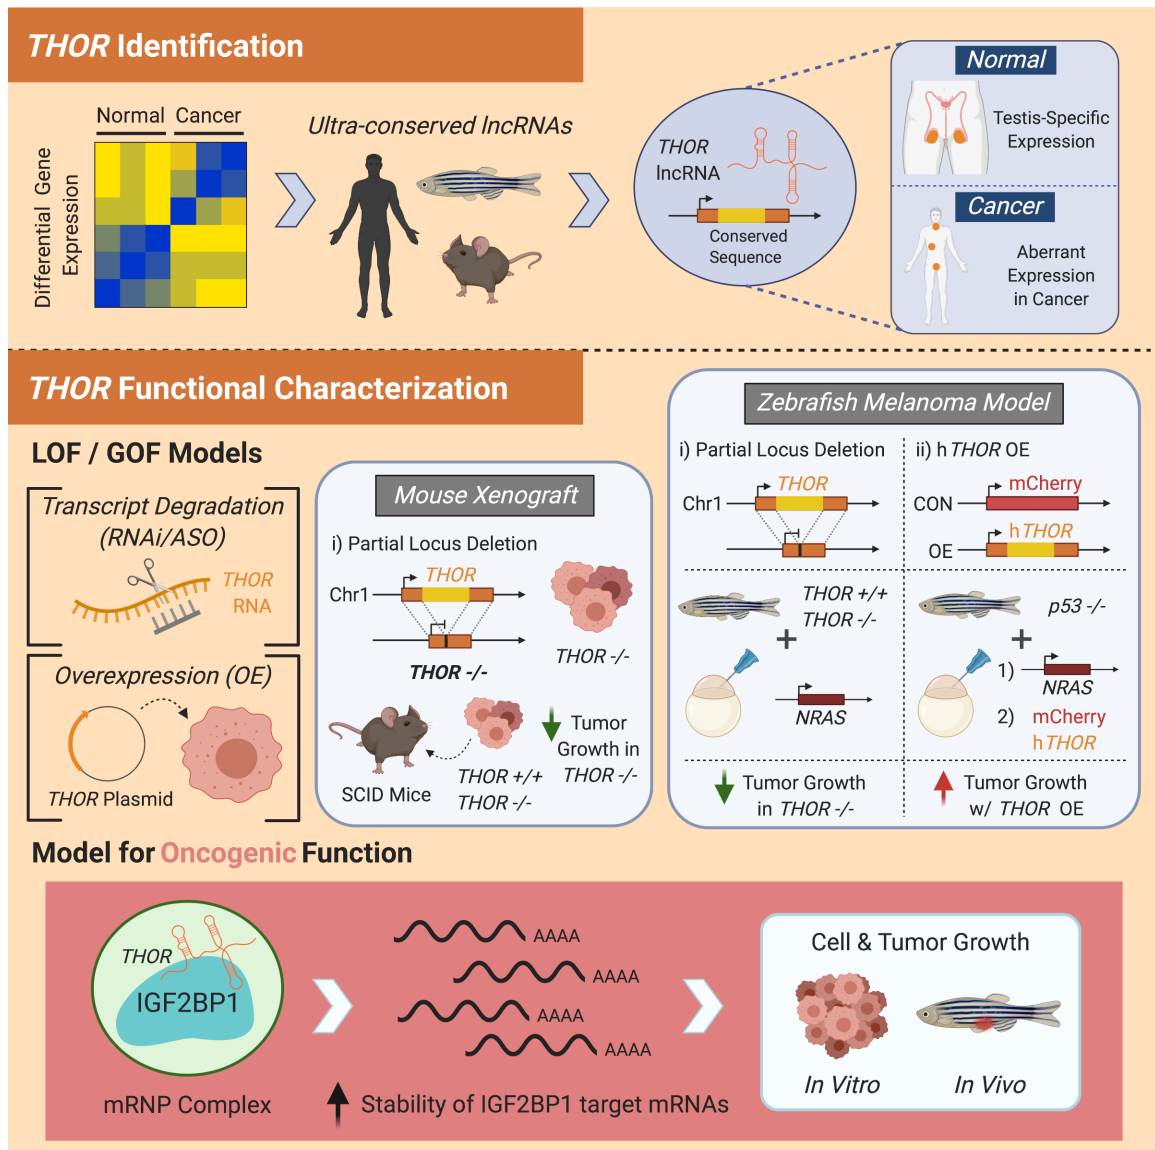 THOR Identification
Normal Cancer
Differential Gene
Expression
Ultra-conserved lncRNAs
THOR
lncRNA
Conserved
Sequence
Normal
Testis-Specific
Expression
Cancer
Aberrant
Expression
in Cancer
THOR Functional Characterization
LOF / GOF Models
Transcript Degradation
(RNAi/ASO)
THOR
RNA
Overexpression (OE)
THOR Plasmid
Mouse Xenograft
i) Partial Locus Deletion
THOR
Chr1
THOR -/-
THOR -/-
SCID Mice
THOR +/+
THOR -/-
Tumor
Growth in
THOR -/-
Zebrafish Melanoma Model
i) Partial Locus Deletion
THOR
Chr1
THOR +/+
THOR -/-
+
NRAS
Tumor Growth
in THOR -/-
ii) hTHOR OE
mCherry
CON
hTHOR
OE
p53 -/-
+
1)
NRAS
2) mCherry
hTHOR
Tumor Growth
w/ THOR OE
Model for Oncogenic Function
THOR
IGF2BP1
mRNP Complex
AAAA
AAAA
AAAA
AAAA
Stability of IGF2BP1 target mRNAs
Cell & Tumor Growth
In Vitro
In Vivo